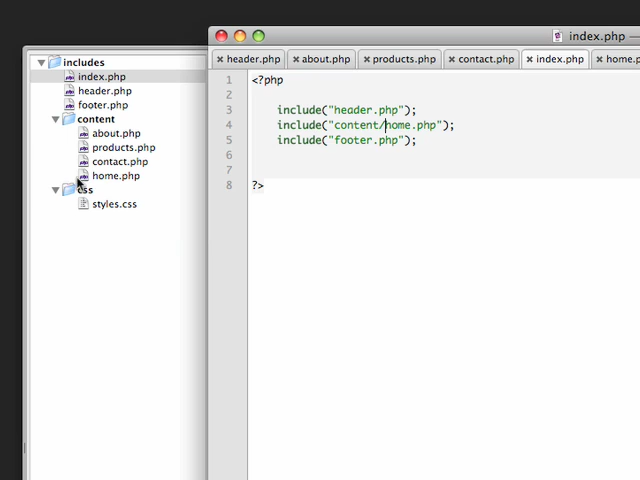 index.php —
header.php
about.php
products.php
contact.php
index.php
home.p
includes
index.php
header.php
footer.php
content
about.php
products.php
contact.php
home.php
css
styles.css
1 <?php
2
3 include("header.php");
4 include("content/home.php");
5 include("footer.php");
6
7
8 ?>